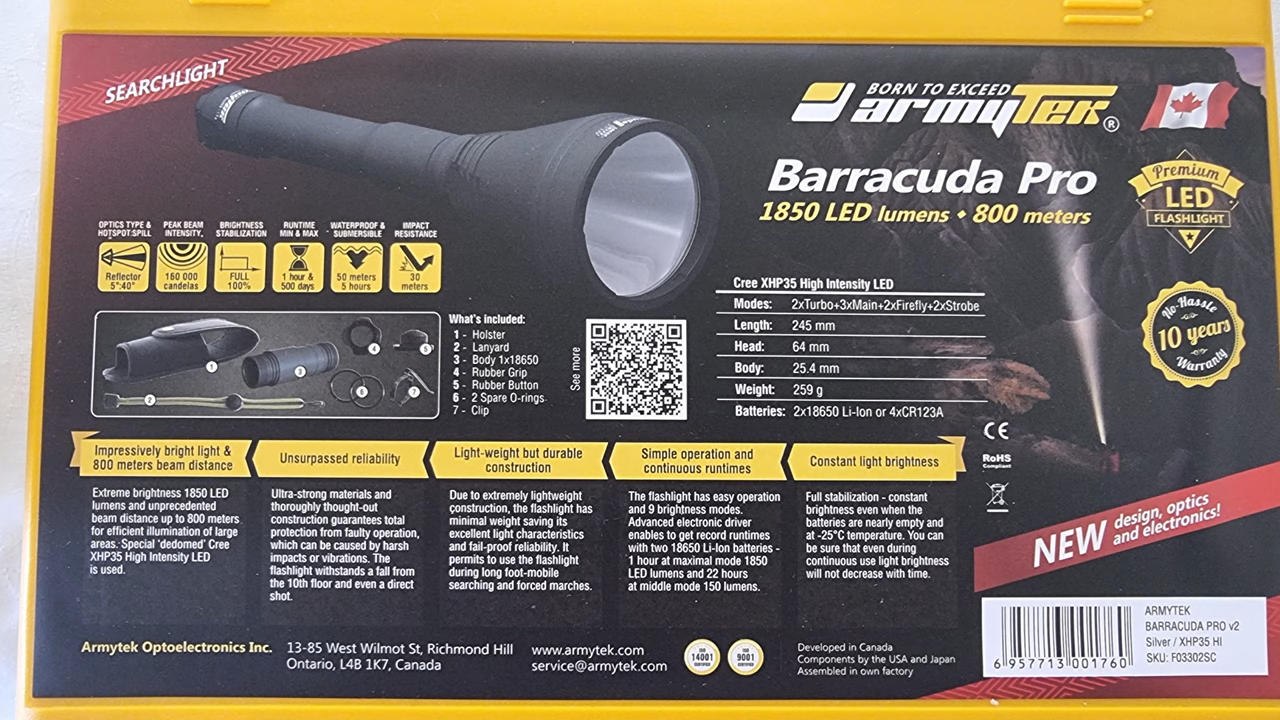 SEARCHLIGHT
BORN TO EXCEED
armyTek®
Barracuda Pro
1850 LED lumens • 800 meters
Premium
LED
FLASHLIGHT
OPTICS TYPE &
HOTSPOT:SPILL
Reflector
5°:40°
PEAK BEAM
INTENSITY,
160 000
candelas
BRIGHTNESS
STABILIZATION
FULL
100%
RUNTIME
MIN & MAX
1 hour &
500 days
WATERPROOF &
SUBMERSIBLE
50 meters
5 hours
IMPACT
RESISTANCE
30
meters
What's included:
1 - Holster
2 - Lanyard
3 - Body 1x18650
4 - Rubber Grip
5 - Rubber Button
6 - 2 Spare O-rings
7 - Clip
1
2
3
4
5
6
7
See more
Cree XHP35 High Intensity LED
Modes: 2xTurbo+3xMain+2xFirefly+2xStrobe
Length: 245 mm
Head: 64 mm
Body: 25.4 mm
Weight: 259 g
Batteries: 2x18650 Li-Ion or 4xCR123A
No-Hassle
10 years
Warranty
CE
RoHS
Compliant
Impressively bright light &
800 meters beam distance
Extreme brightness 1850 LED
lumens and unprecedented
beam distance up to 800 meters
for efficient illumination of large
areas. Special 'dedomed' Cree
XHP35 High Intensity LED
is used.
Unsurpassed reliability
Ultra-strong materials and
thoroughly thought-out
construction guarantees total
protection from faulty operation,
which can be caused by harsh
impacts or vibrations. The
flashlight withstands a fall from
the 10th floor and even a direct
shot.
Light-weight but durable
construction
Due to extremely lightweight
construction, the flashlight has
minimal weight saving its
excellent light characteristics
and fail-proof reliability. It
permits to use the flashlight
during long foot-mobile
searching and forced marches.
Simple operation and
continuous runtimes
The flashlight has easy operation
and 9 brightness modes.
Advanced electronic driver
enables to get record runtimes
with two 18650 Li-Ion batteries -
1 hour at maximal mode 1850
LED lumens and 22 hours
at middle mode 150 lumens.
Constant light brightness
Full stabilization - constant
brightness even when the
batteries are nearly empty and
at -25°C temperature. You can
be sure that even during
continuous use light brightness
will not decrease with time.
NEW design, optics
and electronics!
Armytek Optoelectronics Inc.
13-85 West Wilmot St, Richmond Hill
Ontario, L4B 1K7, Canada
www.armytek.com
service@armytek.com
ISO
14001
CERTIFIED
ISO
9001
CERTIFIED
Developed in Canada
Components by the USA and Japan
Assembled in own factory
6 957713 001760
ARMYTEK
BARRACUDA PRO v2
Silver / XHP35 HI
SKU: F03302SC